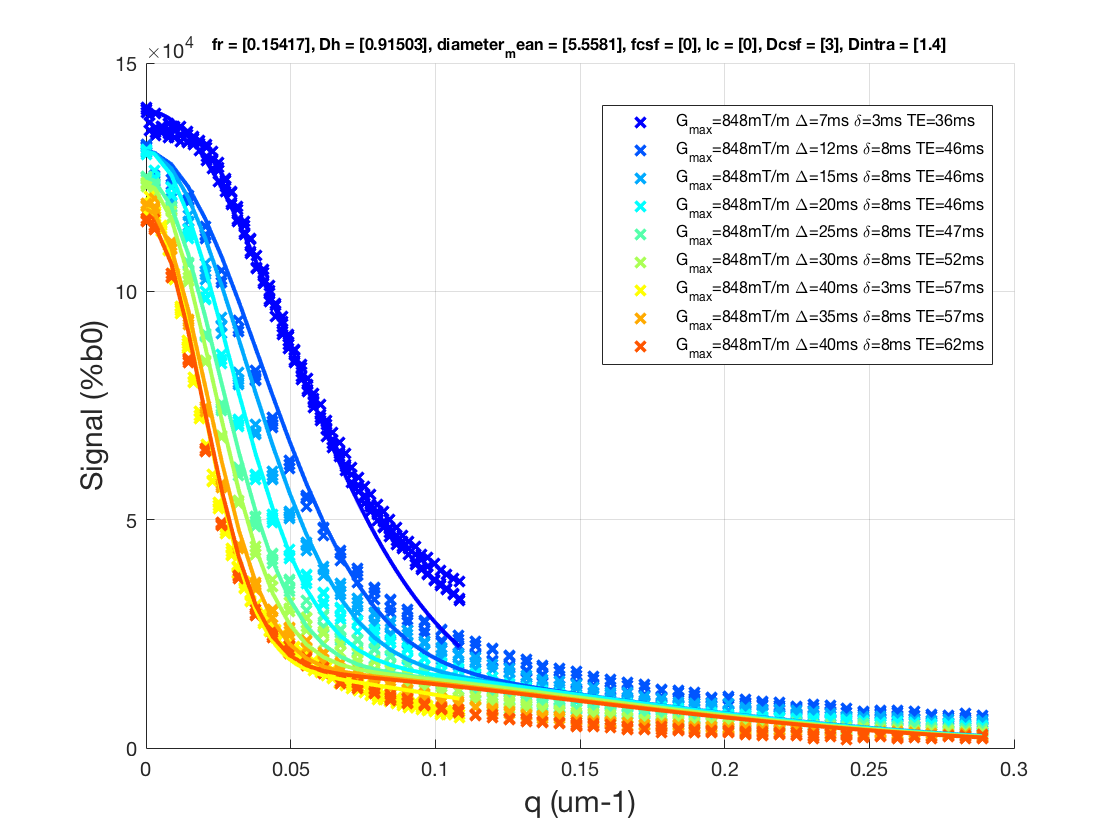 fr = [0.15417], Dh = [0.91503], diameter_mean = [5.5581], fcsf = [0], lc = [0], Dcsf = [3], Dintra = [1.4]
×10⁴
15
10
5
0
Signal (%b0)
G_max=848mT/m Δ=7ms δ=3ms TE=36ms
G_max=848mT/m Δ=12ms δ=8ms TE=46ms
G_max=848mT/m Δ=15ms δ=8ms TE=46ms
G_max=848mT/m Δ=20ms δ=8ms TE=46ms
G_max=848mT/m Δ=25ms δ=8ms TE=47ms
G_max=848mT/m Δ=30ms δ=8ms TE=52ms
G_max=848mT/m Δ=40ms δ=3ms TE=57ms
G_max=848mT/m Δ=35ms δ=8ms TE=57ms
G_max=848mT/m Δ=40ms δ=8ms TE=62ms
0 0.05 0.1 0.15 0.2 0.25 0.3
q (um-1)